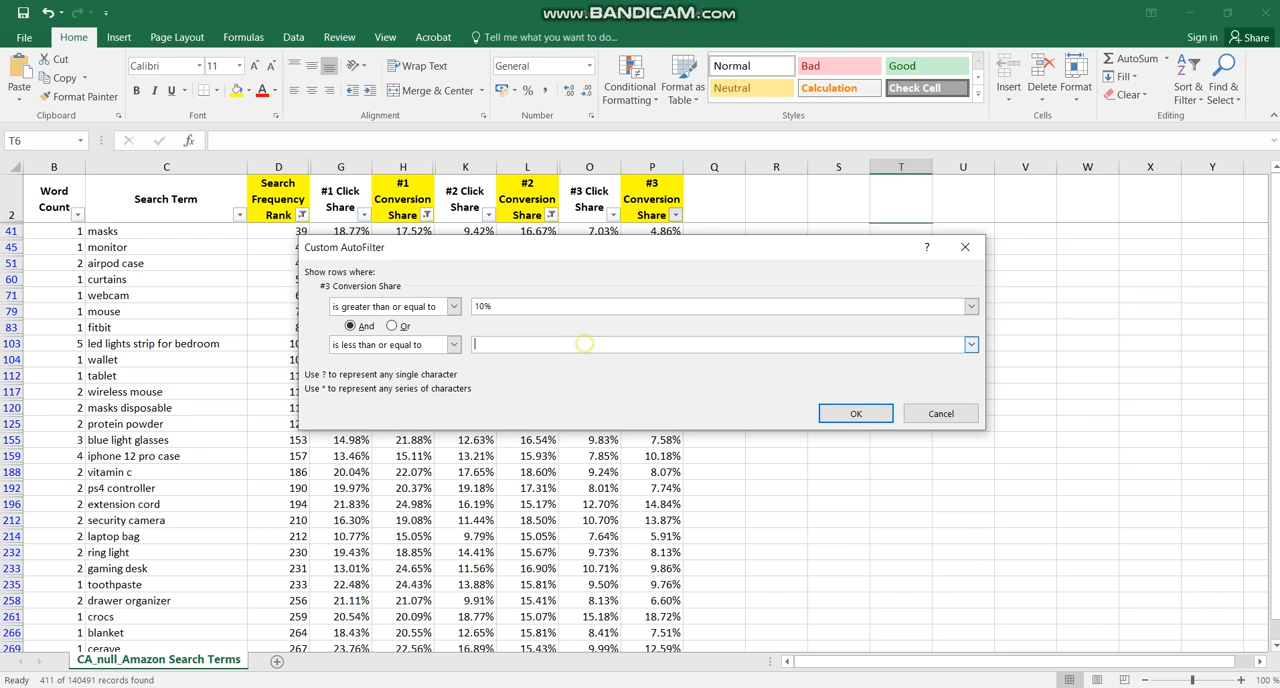 www.BANDICAM.com
File Home Insert Page Layout Formulas Data Review View Acrobat Tell me what you want to do... Sign in Share
Paste Cut Copy Format Painter Clipboard
Calibri 11 B I U A Font
Wrap Text Merge & Center Alignment
General % , Number
Conditional Formatting Format as Table Normal Bad Good Neutral Calculation Check Cell Styles
Insert Delete Format Cells
AutoSum Fill Clear Sort & Filter Find & Select Editing
T6 fx
B C D G H K L O P Q R S T U V W X Y
2 Word Count Search Term Search Frequency Rank #1 Click Share #1 Conversion Share #2 Click Share #2 Conversion Share #3 Click Share #3 Conversion Share
41 1 masks 39 18.77% 17.52% 9.42% 16.67% 7.03% 4.86%
45 1 monitor
51 2 airpod case
60 1 curtains
71 1 webcam
79 1 mouse
83 1 fitbit
103 5 led lights strip for bedroom
104 1 wallet
112 1 tablet
117 2 wireless mouse
120 2 masks disposable
125 2 protein powder
Custom AutoFilter ?
Show rows where:
#3 Conversion Share
is greater than or equal to 10%
And Or
is less than or equal to
Use ? to represent any single character
Use * to represent any series of characters
OK Cancel
155 3 blue light glasses 153 14.98% 21.88% 12.63% 16.54% 9.83% 7.58%
159 4 iphone 12 pro case 157 13.46% 15.11% 13.21% 15.93% 7.85% 10.18%
188 2 vitamin c 186 20.04% 22.07% 17.65% 18.60% 9.24% 8.07%
192 2 ps4 controller 190 19.97% 20.37% 19.18% 17.31% 8.01% 7.74%
196 2 extension cord 194 21.83% 24.98% 16.19% 15.17% 12.70% 14.84%
212 2 security camera 210 16.30% 19.08% 11.44% 18.50% 10.70% 13.87%
214 2 laptop bag 212 10.77% 15.05% 9.79% 15.05% 7.64% 5.91%
232 2 ring light 230 19.43% 18.85% 14.41% 15.67% 9.73% 8.13%
233 2 gaming desk 231 13.01% 24.65% 11.56% 16.90% 10.71% 9.86%
235 1 toothpaste 233 22.48% 24.43% 13.88% 15.81% 9.50% 9.76%
258 2 drawer organizer 256 21.11% 21.07% 9.91% 15.41% 8.13% 6.60%
261 1 crocs 259 20.54% 20.09% 18.77% 15.07% 15.18% 18.72%
266 1 blanket 264 18.43% 20.55% 12.65% 15.81% 8.41% 7.51%
269 1 cerave 267 23.76% 22.56% 16.89% 15.43% 9.99% 12.59%
CA_null_Amazon Search Terms
Ready 411 of 140491 records found 100 %